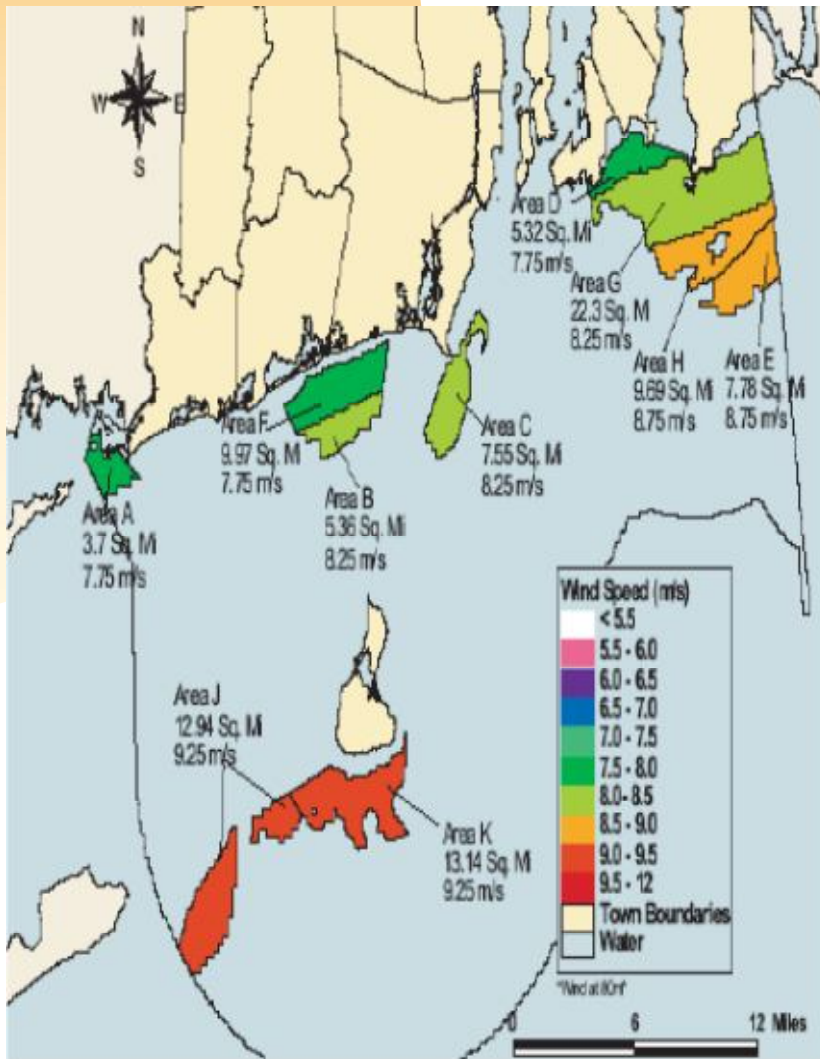 N
W E
S
Area D
5.32 Sq. Mi
7.75 m/s
Area G
22.3 Sq. M
8.25 m/s
Area H
9.69 Sq. Mi
8.75 m/s
Area E
7.78 Sq. Mi
8.75 m/s
Area F
9.97 Sq. Mi
7.75 m/s
Area C
7.55 Sq. Mi
8.25 m/s
Area B
5.36 Sq. Mi
8.25 m/s
Area A
3.7 Sq. Mi
7.75 m/s
Area J
12.94 Sq. Mi
9.25 m/s
Area K
13.14 Sq. Mi
9.25 m/s
Wind Speed (m/s)
< 5.5
5.5 - 6.0
6.0 - 6.5
6.5 - 7.0
7.0 - 7.5
7.5 - 8.0
8.0 - 8.5
8.5 - 9.0
9.0 - 9.5
9.5 - 12
Town Boundaries
Water
*Wind at 80m*
0 6 12 Miles